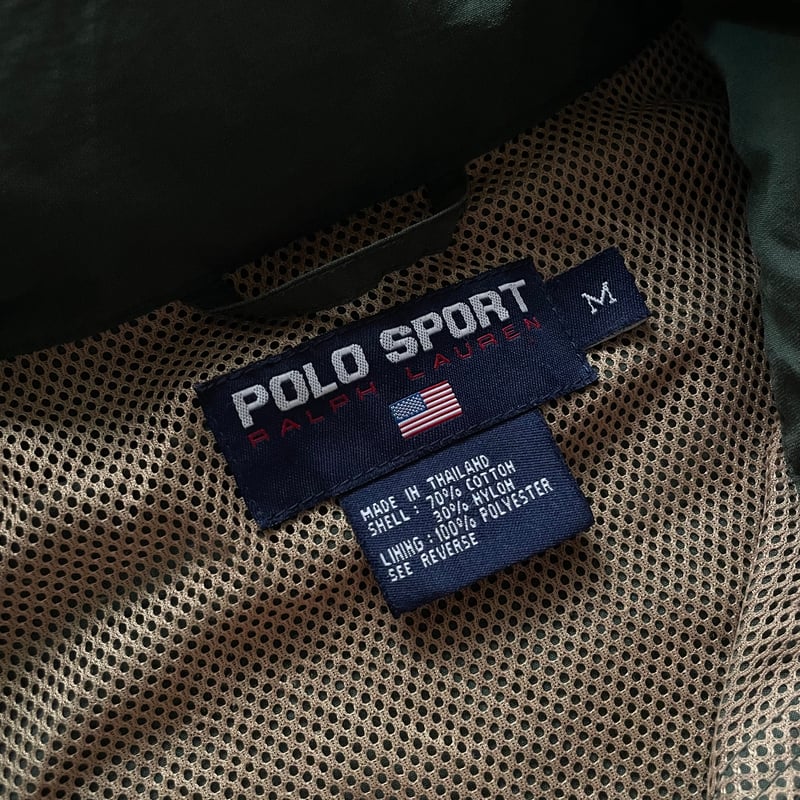 POLO SPORT
RALPH LAUREN
M
MADE IN THAILAND
SHELL : 70% COTTON
30% NYLON
LINING : 100% POLYESTER
SEE REVERSE